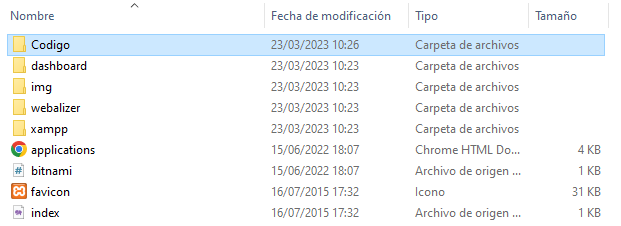 Nombre Fecha de modificación Tipo Tamaño
Codigo 23/03/2023 10:26 Carpeta de archivos
dashboard 23/03/2023 10:23 Carpeta de archivos
img 23/03/2023 10:23 Carpeta de archivos
webalizer 23/03/2023 10:23 Carpeta de archivos
xampp 23/03/2023 10:23 Carpeta de archivos
applications 15/06/2022 18:07 Chrome HTML Do... 4 KB
bitnami 15/06/2022 18:07 Archivo de origen ... 1 KB
favicon 16/07/2015 17:32 Icono 31 KB
index 16/07/2015 17:32 Archivo de origen ... 1 KB